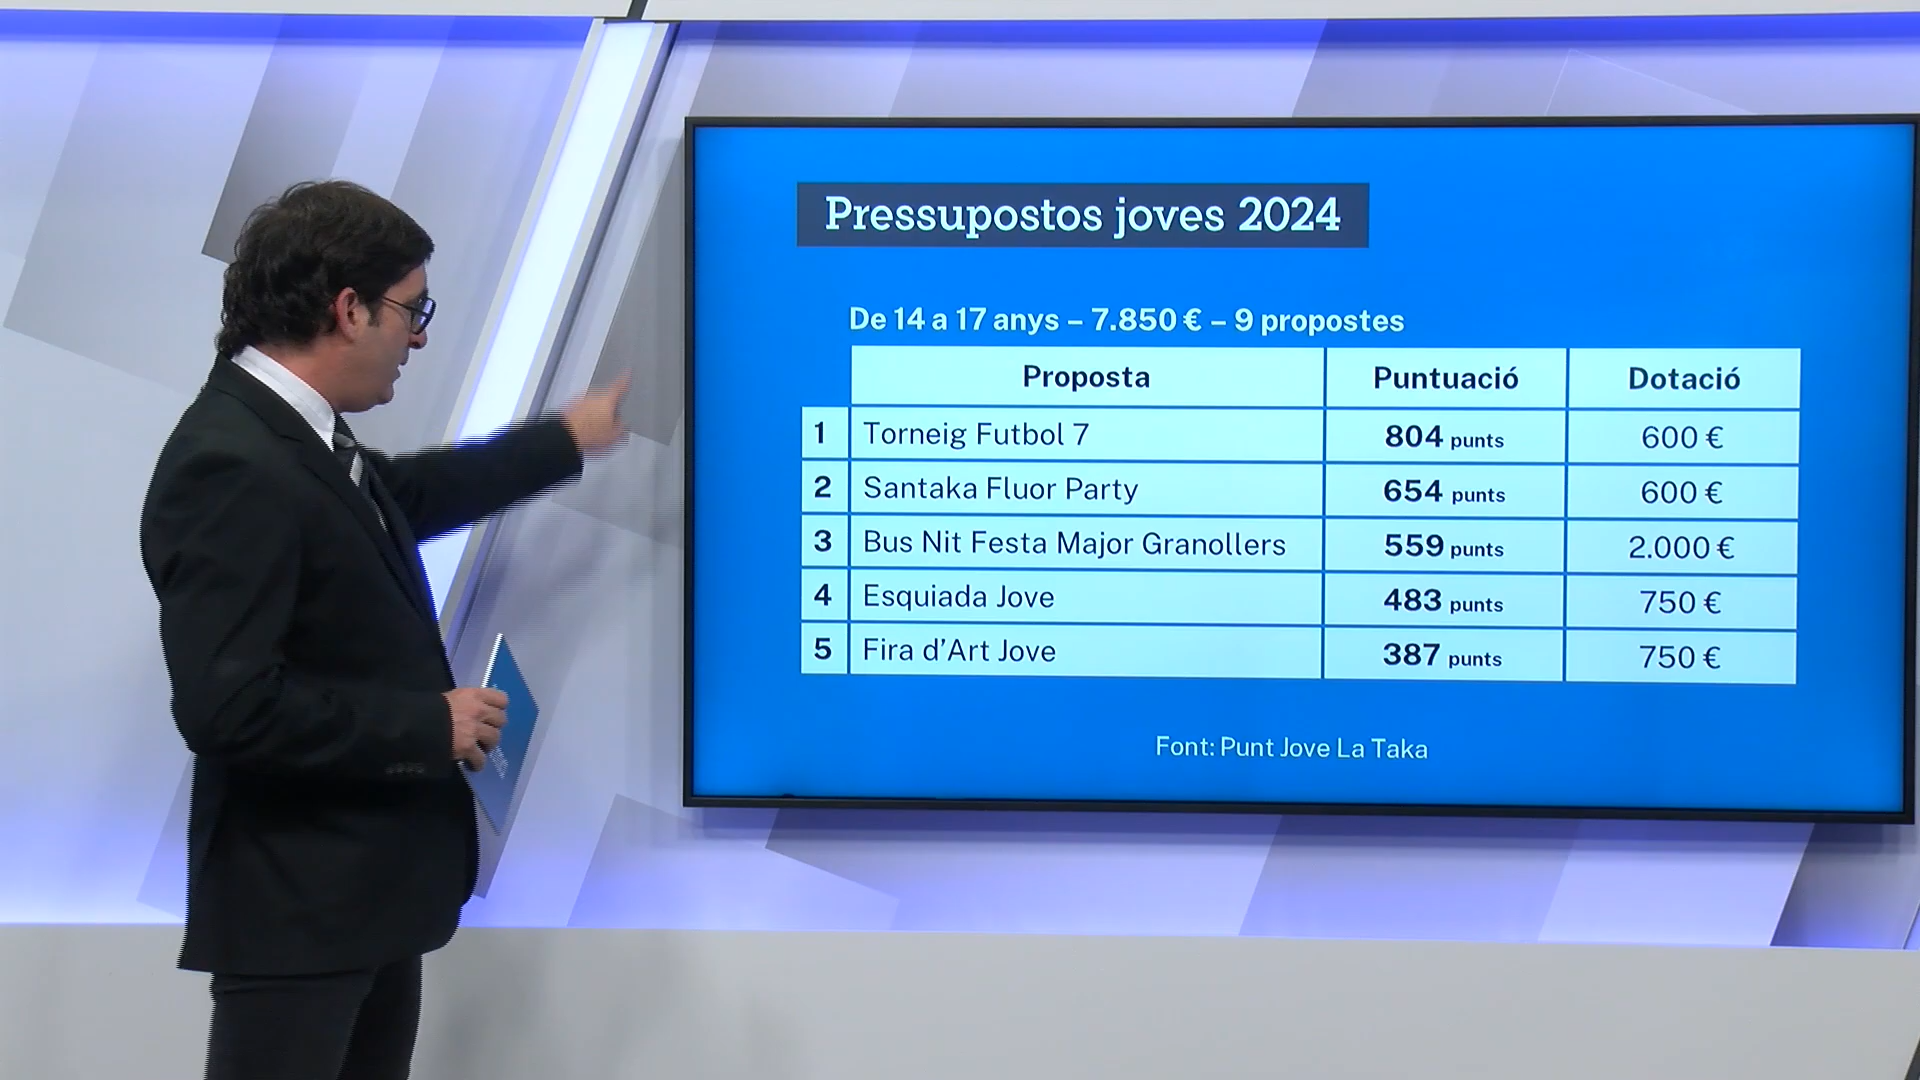 Pressupostos joves 2024
De 14 a 17 anys – 7.850 € – 9 propostes
Proposta Puntuació Dotació
1 Torneig Futbol 7 804 punts 600 €
2 Santaka Fluor Party 654 punts 600 €
3 Bus Nit Festa Major Granollers 559 punts 2.000 €
4 Esquiada Jove 483 punts 750 €
5 Fira d’Art Jove 387 punts 750 €
Font: Punt Jove La Taka